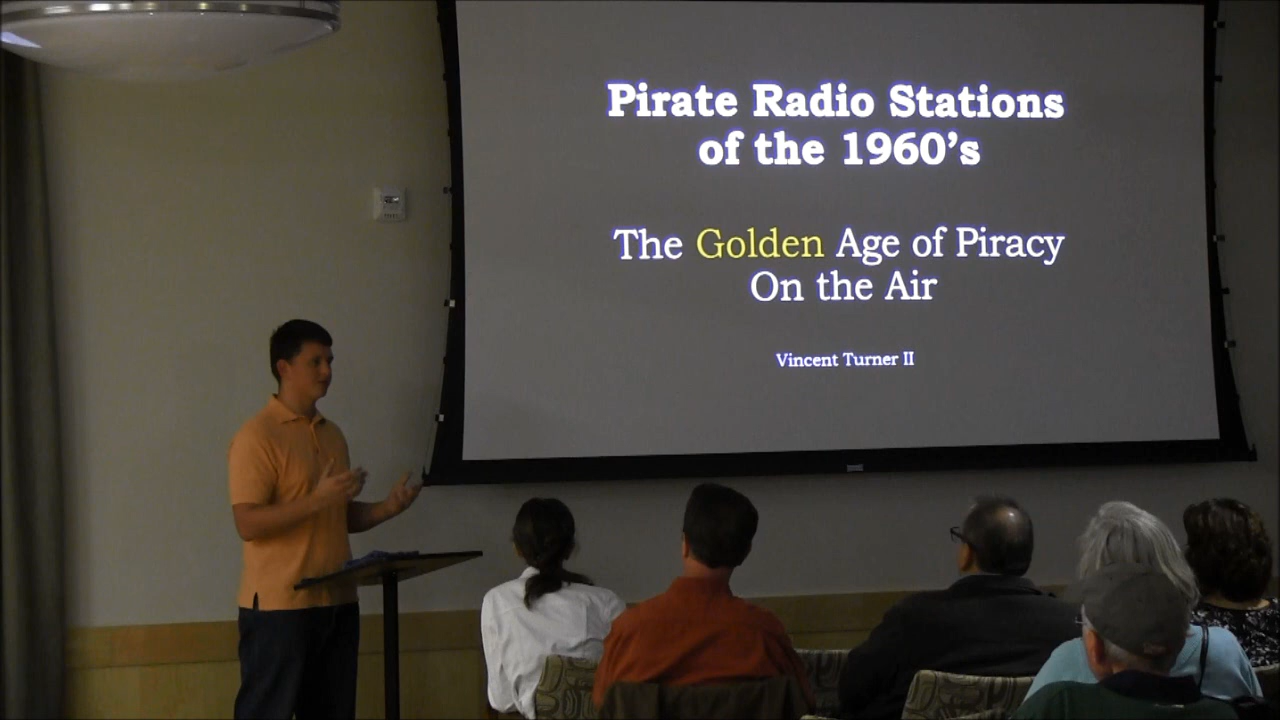 Pirate Radio Stations
of the 1960's
The Golden Age of Piracy
On the Air
Vincent Turner II